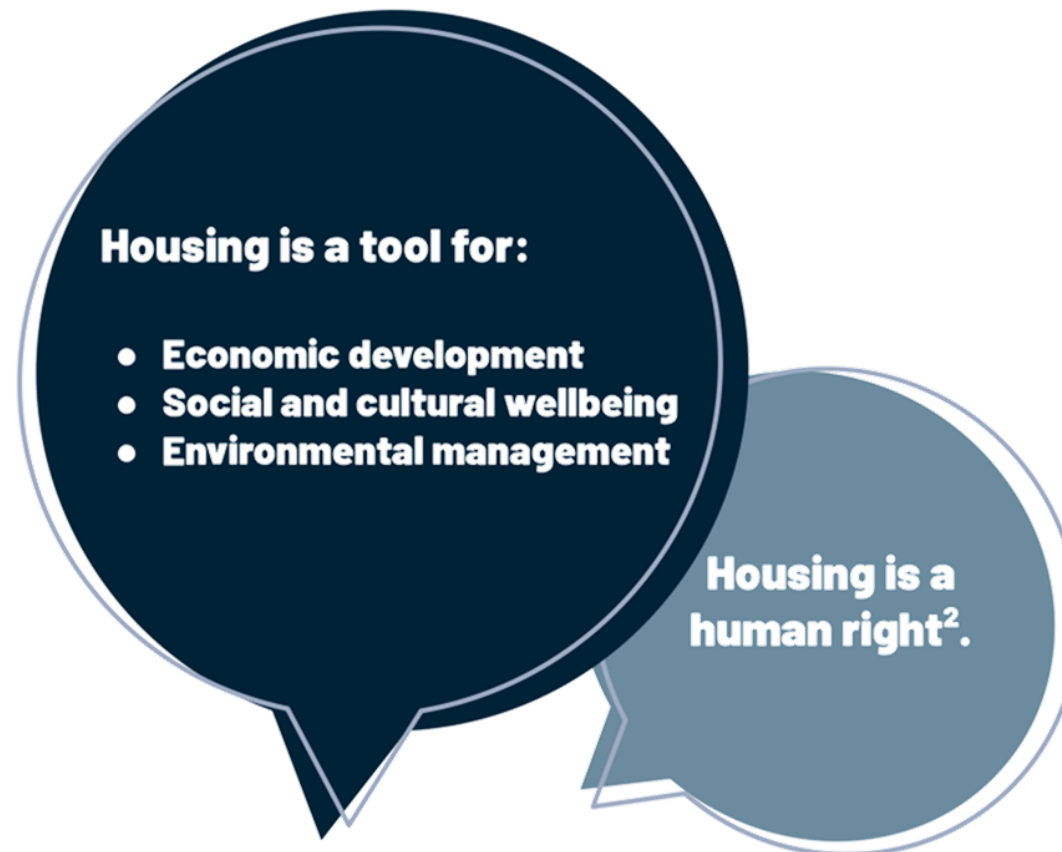 Housing is a tool for:
● Economic development
● Social and cultural wellbeing
● Environmental management
Housing is a
human right².